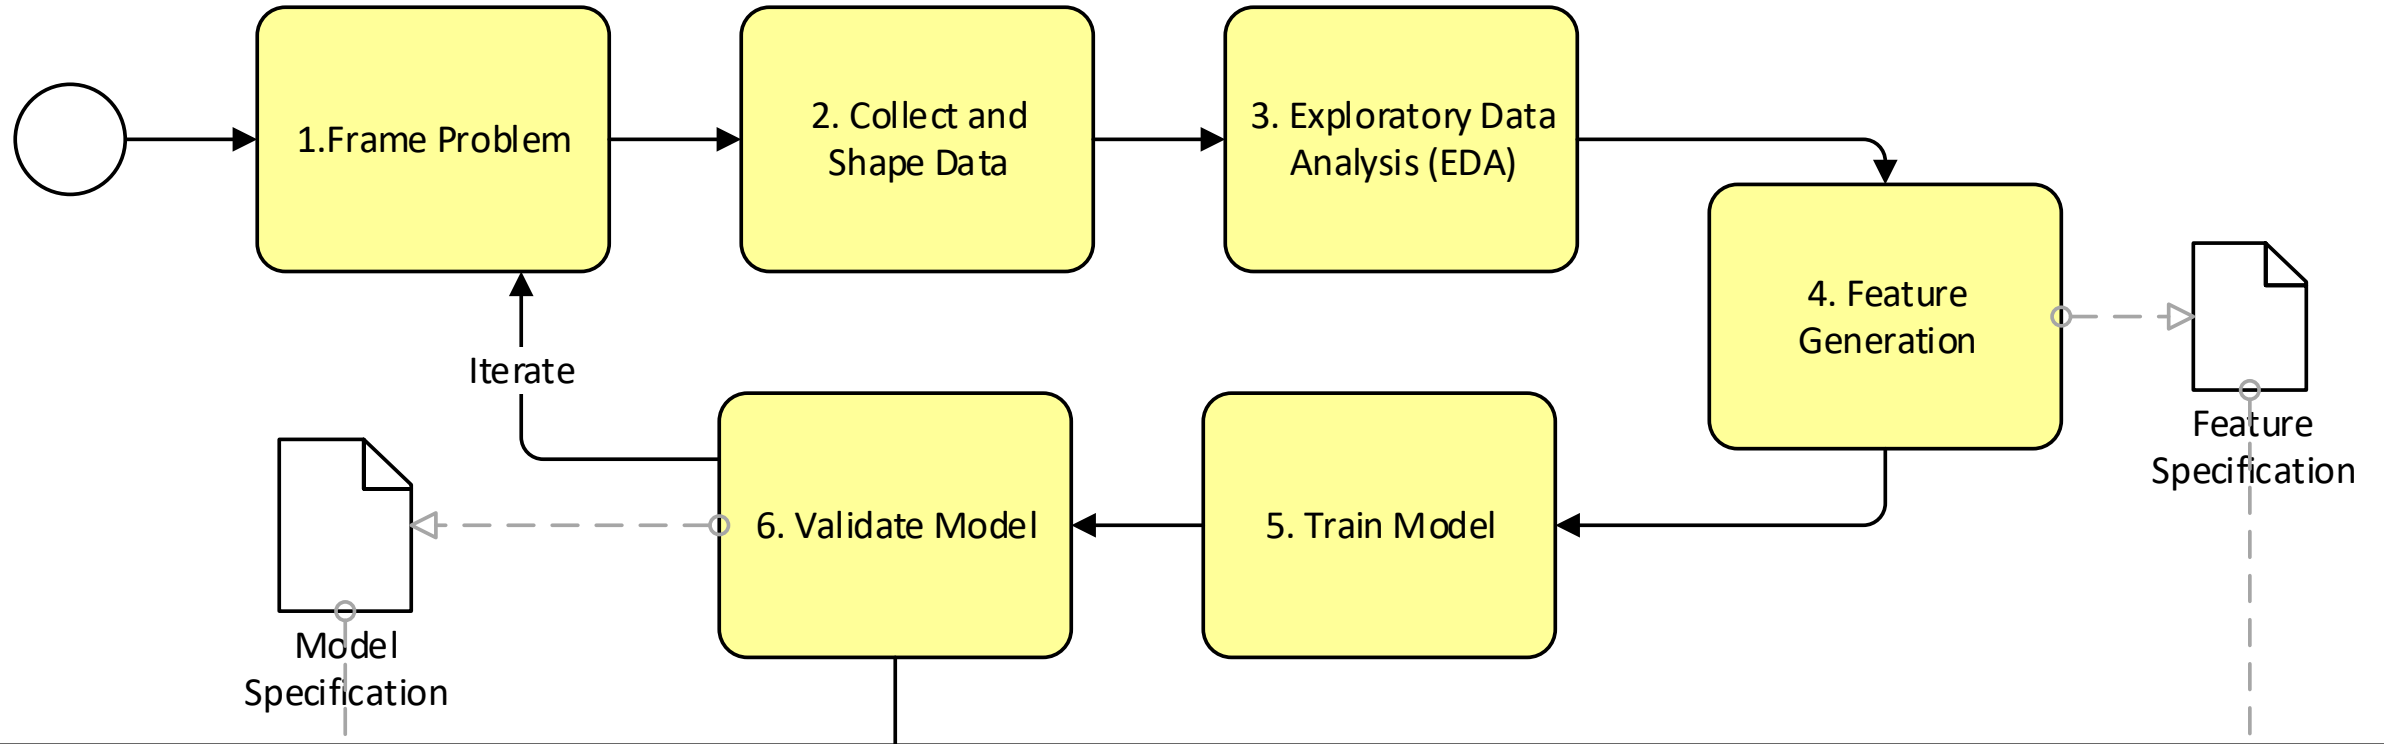 1.Frame Problem
2. Collect and
Shape Data
3. Exploratory Data
Analysis (EDA)
4. Feature
Generation
Feature
Specification
Iterate
6. Validate Model
5. Train Model
Model
Specification